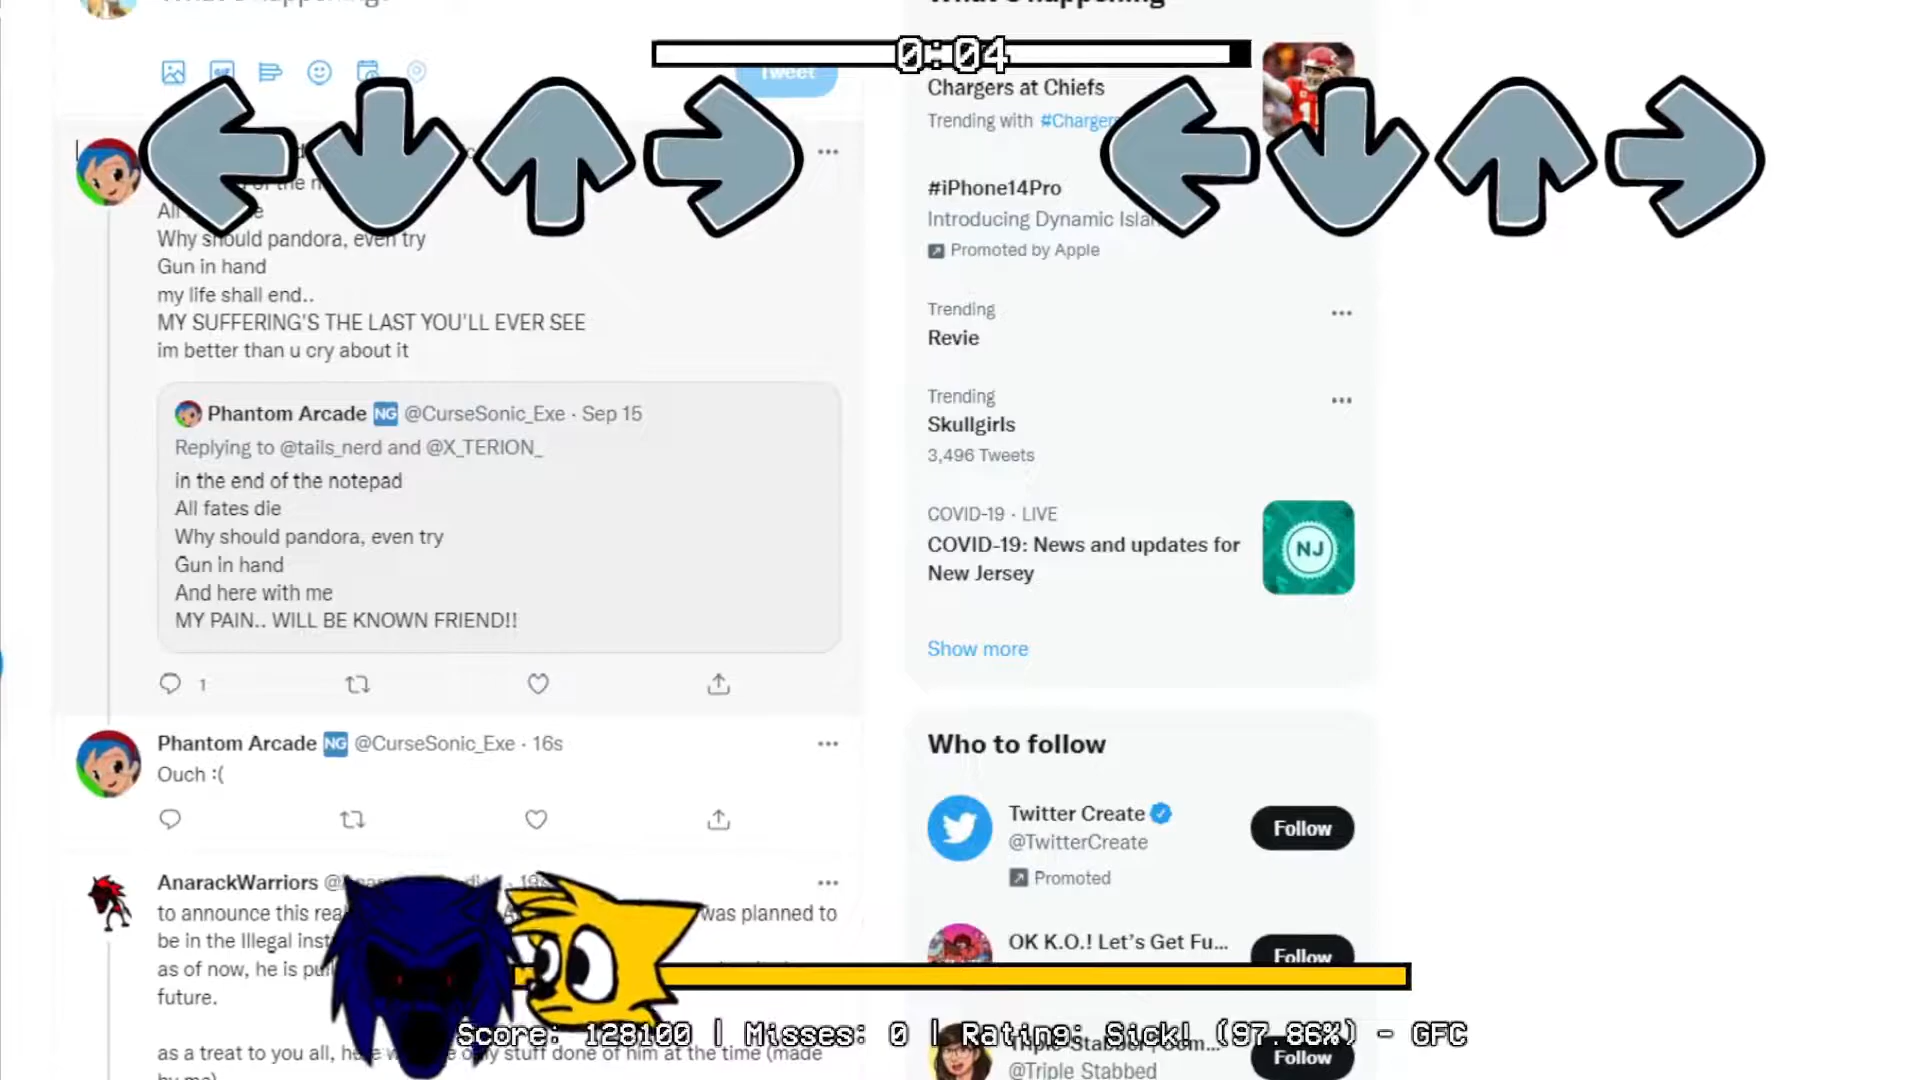 0:04
Tweet
Why should pandora, even try
Gun in hand
my life shall end..
MY SUFFERING'S THE LAST YOU'LL EVER SEE
im better than u cry about it
Phantom Arcade NG @CurseSonic_Exe · Sep 15
Replying to @tails_nerd and @X_TERION_
in the end of the notepad
All fates die
Why should pandora, even try
Gun in hand
And here with me
MY PAIN.. WILL BE KNOWN FRIEND!!
1
Phantom Arcade NG @CurseSonic_Exe · 16s
Ouch :(
AnarackWarriors
to announce this was planned to
be in the Illegal
as of now, he is
future.
as a treat to you all, stuff done of him at the time (made
by me)
What's happening
Chargers at Chiefs
Trending with
#iPhone14Pro
Introducing Dynamic
Promoted by Apple
Trending
Revie
Trending
Skullgirls
3,496 Tweets
COVID-19 · LIVE
COVID-19: News and updates for
New Jersey
NJ
Show more
Who to follow
Twitter Create
@TwitterCreate
Follow
Promoted
OK K.O.! Let's Get Fu...
Follow
@Triple Stabbed
Follow
Score: 128100 | Misses: 0 | Rating: Sick! (97.86%) - GFC